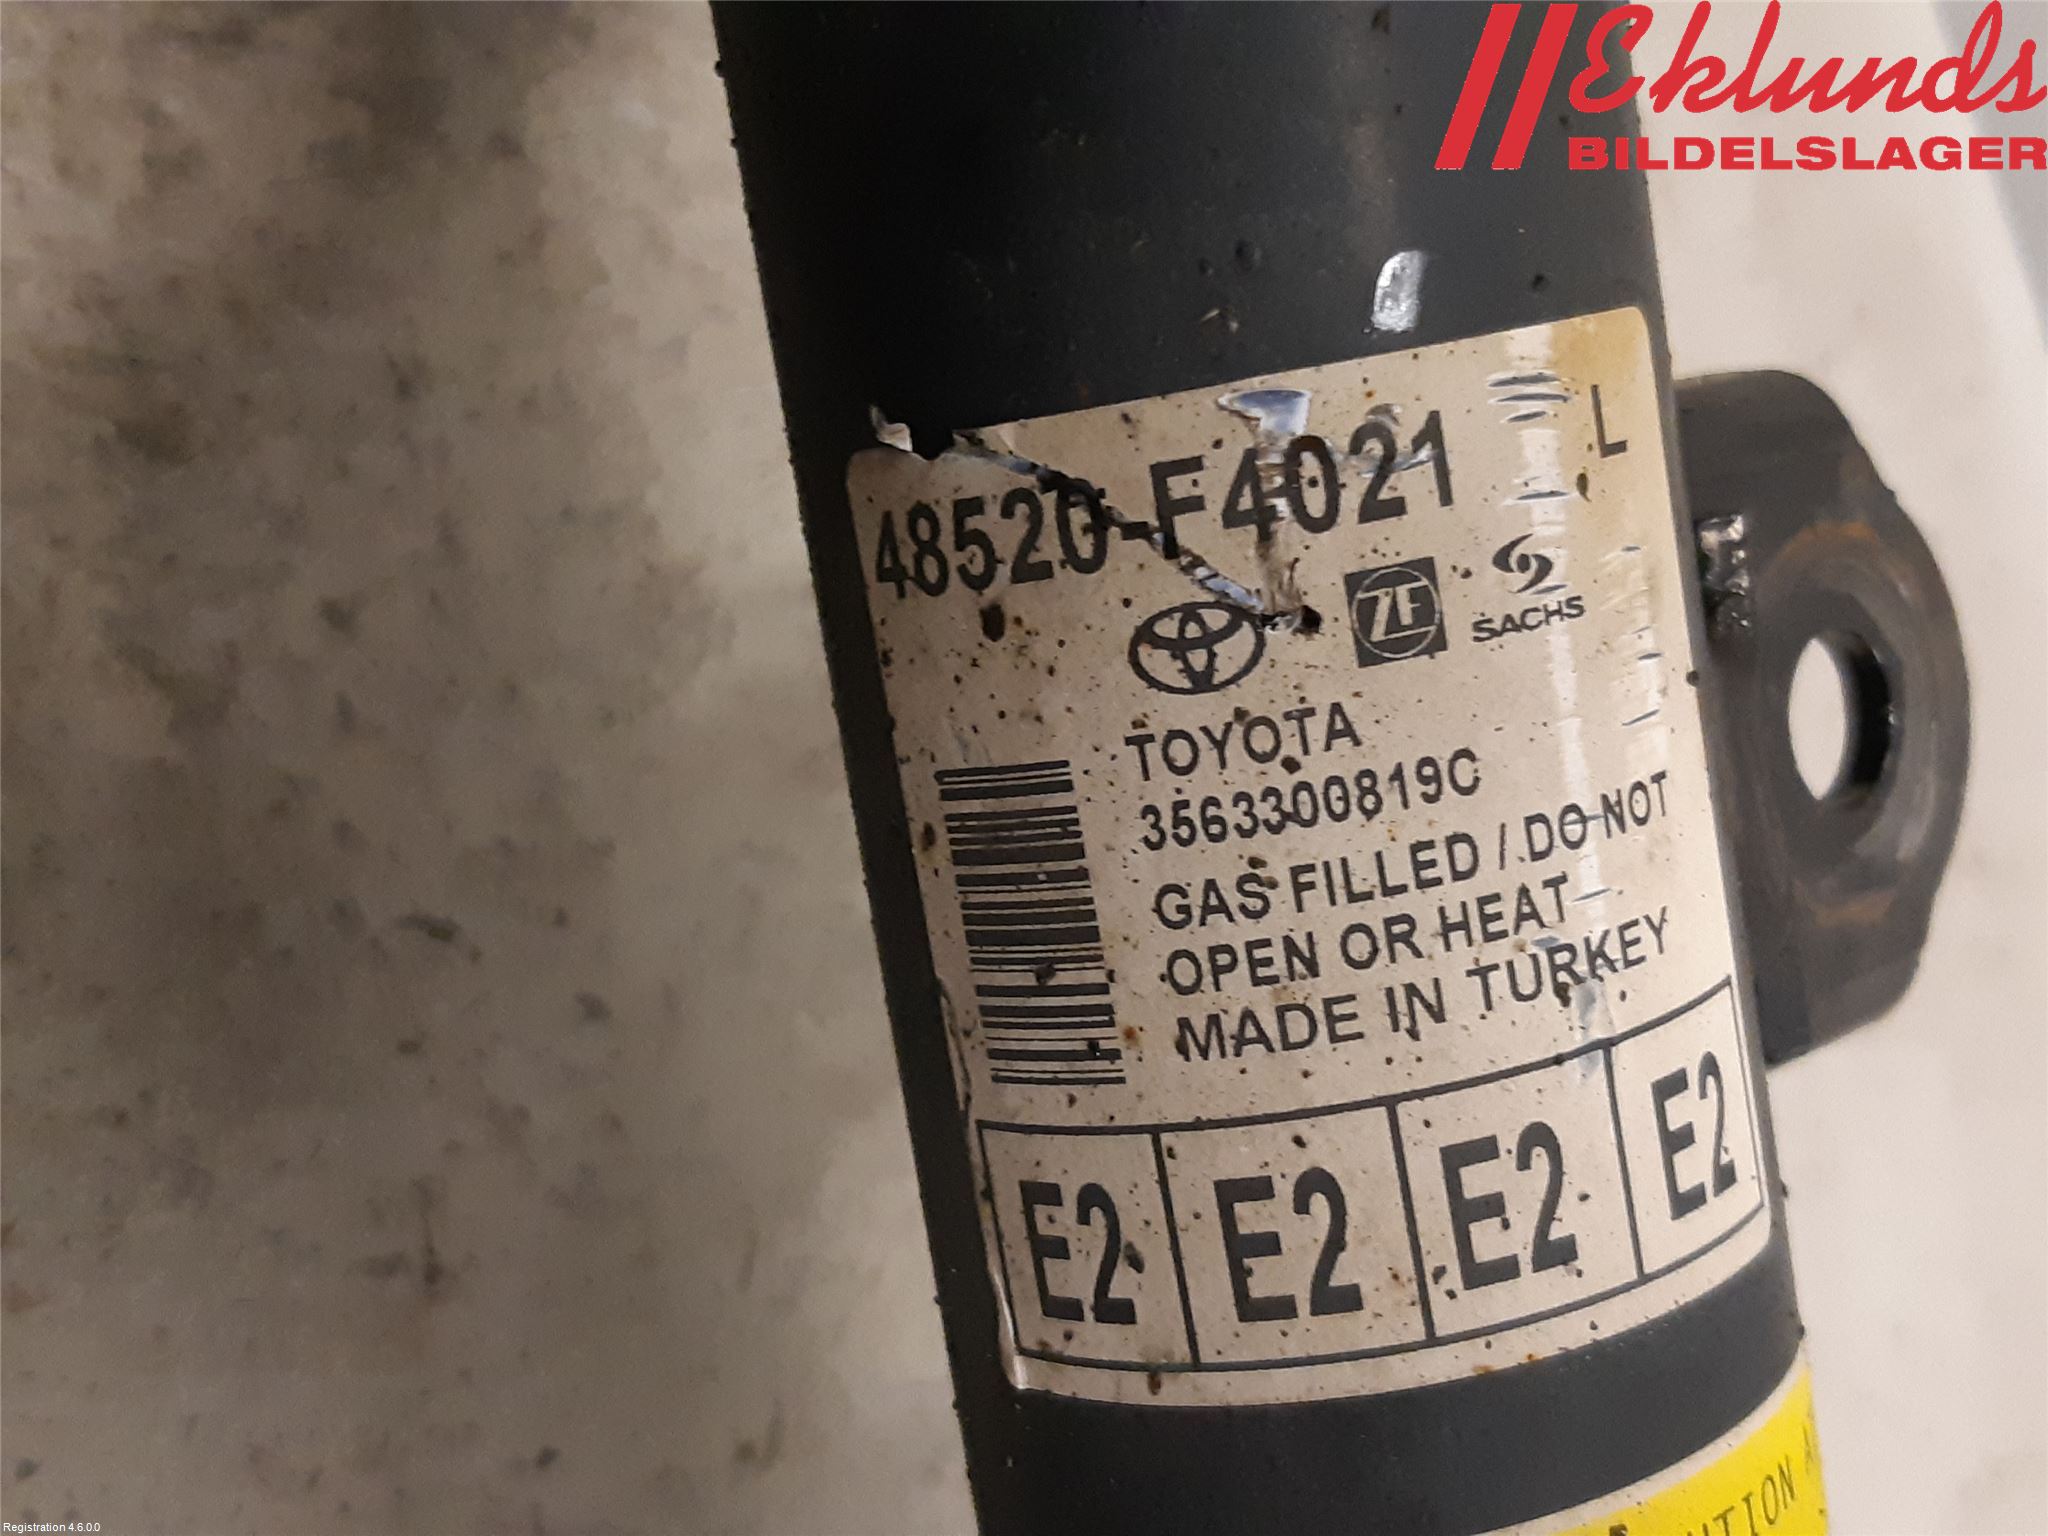 Eklunds
BILDELSLAGER
L
48520-F4021
ZF
SACHS
TOYOTA
3563300819C
GAS FILLED / DO NOT
OPEN OR HEAT
MADE IN TURKEY
E2 E2 E2 E2
Registration 4.6.0.0